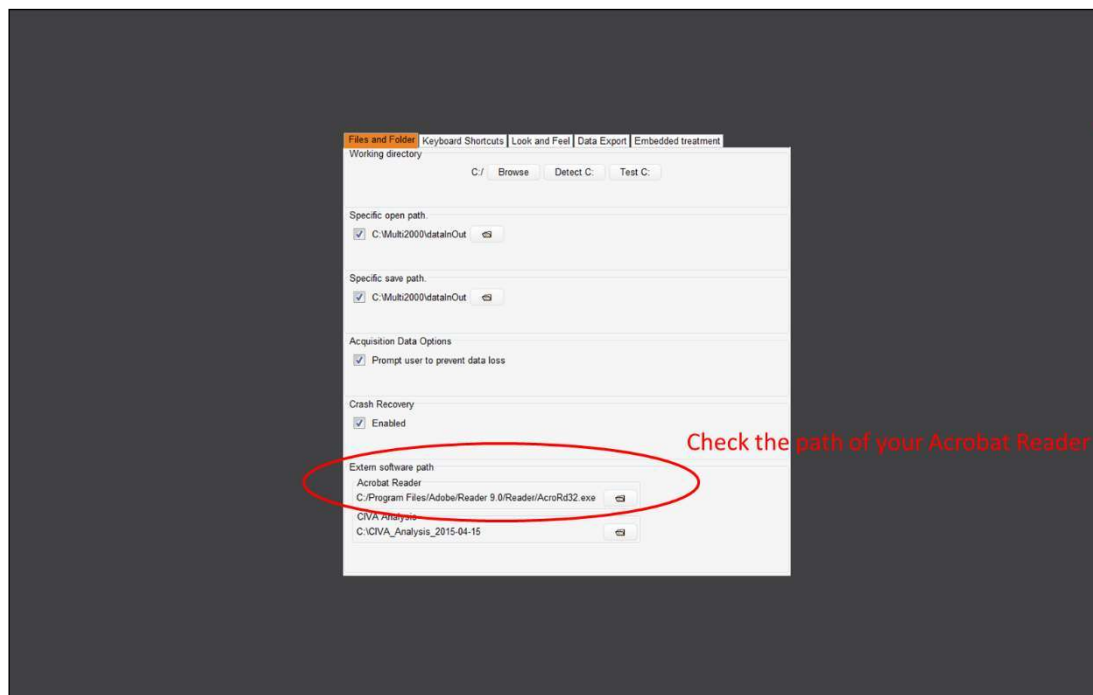 Files and Folder Keyboard Shortcuts Look and Feel Data Export Embedded treatment
Working directory
C:/ Browse Detect C: Test C:
Specific open path.
C:\Multi2000\dataInOut
Specific save path.
C:\Multi2000\dataInOut
Acquisition Data Options
Prompt user to prevent data loss
Crash Recovery
Enabled
Check the path of your Acrobat Reader
Extern software path
Acrobat Reader
C:/Program Files/Adobe/Reader 9.0/Reader/AcroRd32.exe
CIVA Analysis
C:\CIVA_Analysis_2015-04-15